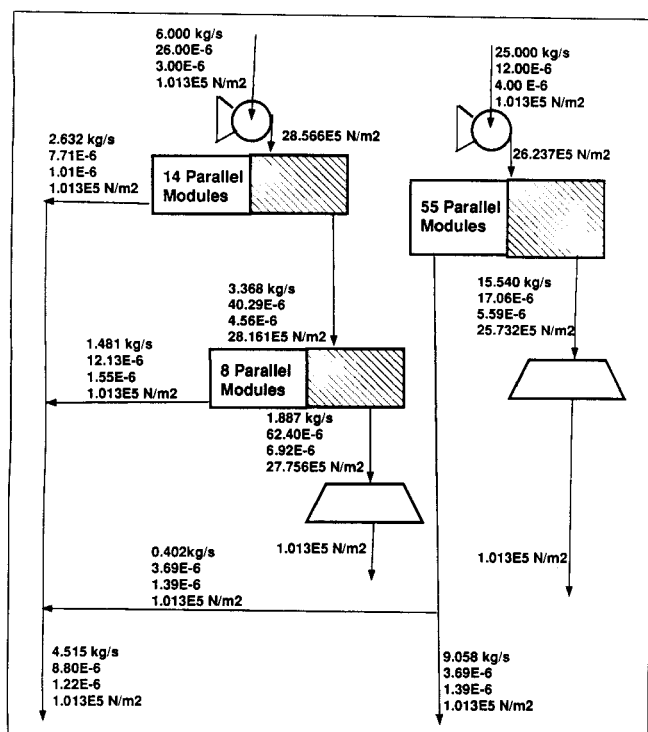 6.000 kg/s
26.00E-6
3.00E-6
1.013E5 N/m2
25.000 kg/s
12.00E-6
4.00 E-6
1.013E5 N/m2
28.566E5 N/m2
26.237E5 N/m2
2.632 kg/s
7.71E-6
1.01E-6
1.013E5 N/m2
14 Parallel
Modules
55 Parallel
Modules
3.368 kg/s
40.29E-6
4.56E-6
28.161E5 N/m2
15.540 kg/s
17.06E-6
5.59E-6
25.732E5 N/m2
1.481 kg/s
12.13E-6
1.55E-6
1.013E5 N/m2
8 Parallel
Modules
1.887 kg/s
62.40E-6
6.92E-6
27.756E5 N/m2
1.013E5 N/m2
1.013E5 N/m2
0.402kg/s
3.69E-6
1.39E-6
1.013E5 N/m2
4.515 kg/s
8.80E-6
1.22E-6
1.013E5 N/m2
9.058 kg/s
3.69E-6
1.39E-6
1.013E5 N/m2